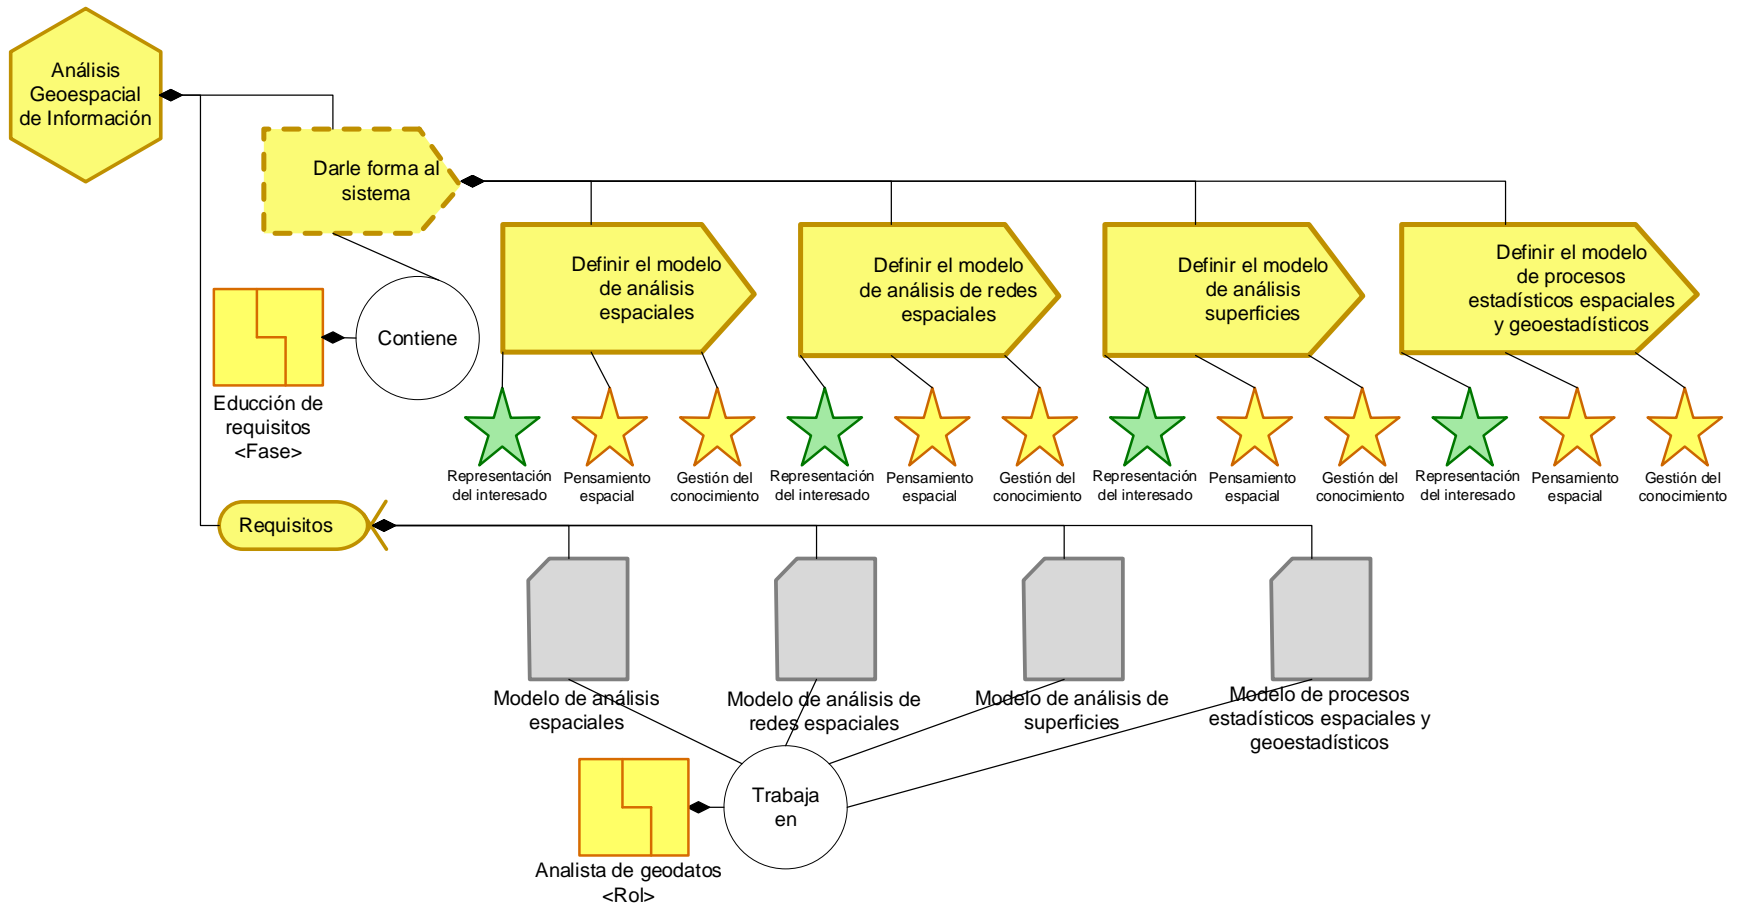 Análisis
Geoespacial
de Información
Darle forma al
sistema
Definir el modelo
de análisis
espaciales
Definir el modelo
de análisis de redes
espaciales
Definir el modelo
de análisis
superficies
Definir el modelo
de procesos
estadísticos espaciales
y geoestadísticos
Contiene
Educción de
requisitos
<Fase>
Representación
del interesado
Pensamiento
espacial
Gestión del
conocimiento
Representación
del interesado
Pensamiento
espacial
Gestión del
conocimiento
Representación
del interesado
Pensamiento
espacial
Gestión del
conocimiento
Representación
del interesado
Pensamiento
espacial
Gestión del
conocimiento
Requisitos
Modelo de análisis
espaciales
Modelo de análisis de
redes espaciales
Modelo de análisis de
superficies
Modelo de procesos
estadísticos espaciales y
geoestadísticos
Trabaja
en
Analista de geodatos
<Rol>